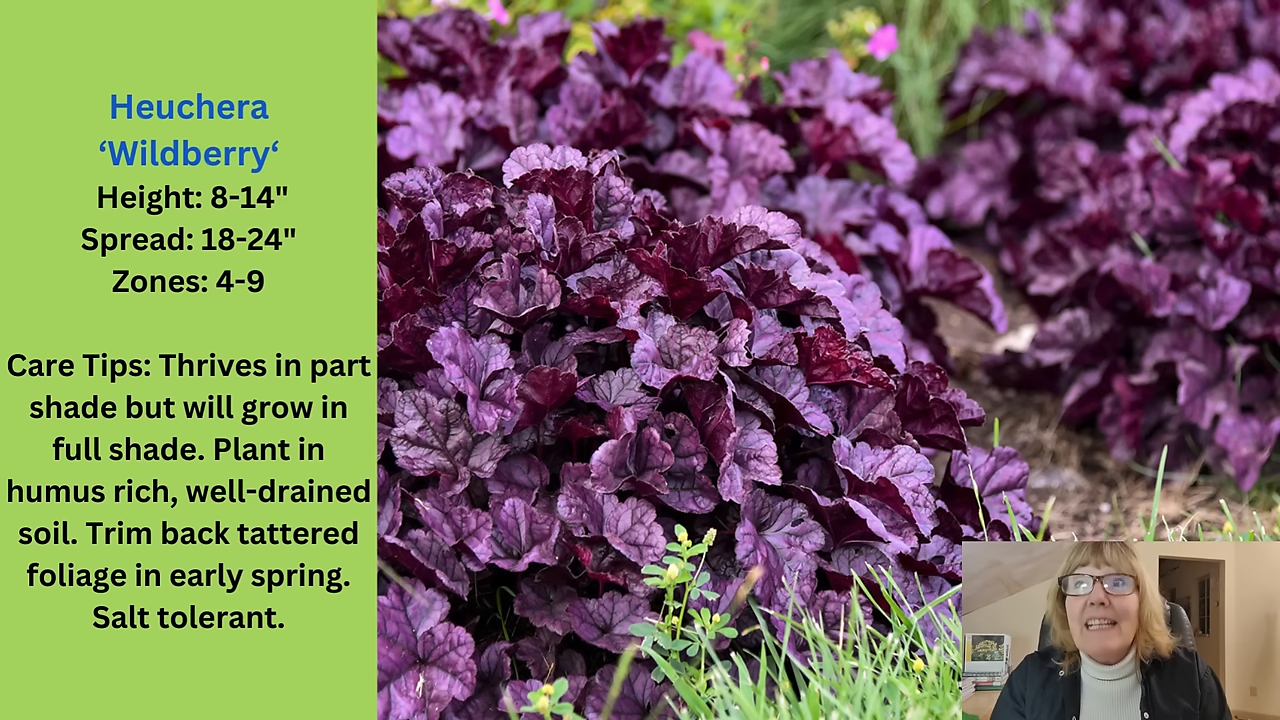 Heuchera
‘Wildberry‘
Height: 8-14"
Spread: 18-24"
Zones: 4-9
Care Tips: Thrives in part
shade but will grow in
full shade. Plant in
humus rich, well-drained
soil. Trim back tattered
foliage in early spring.
Salt tolerant.